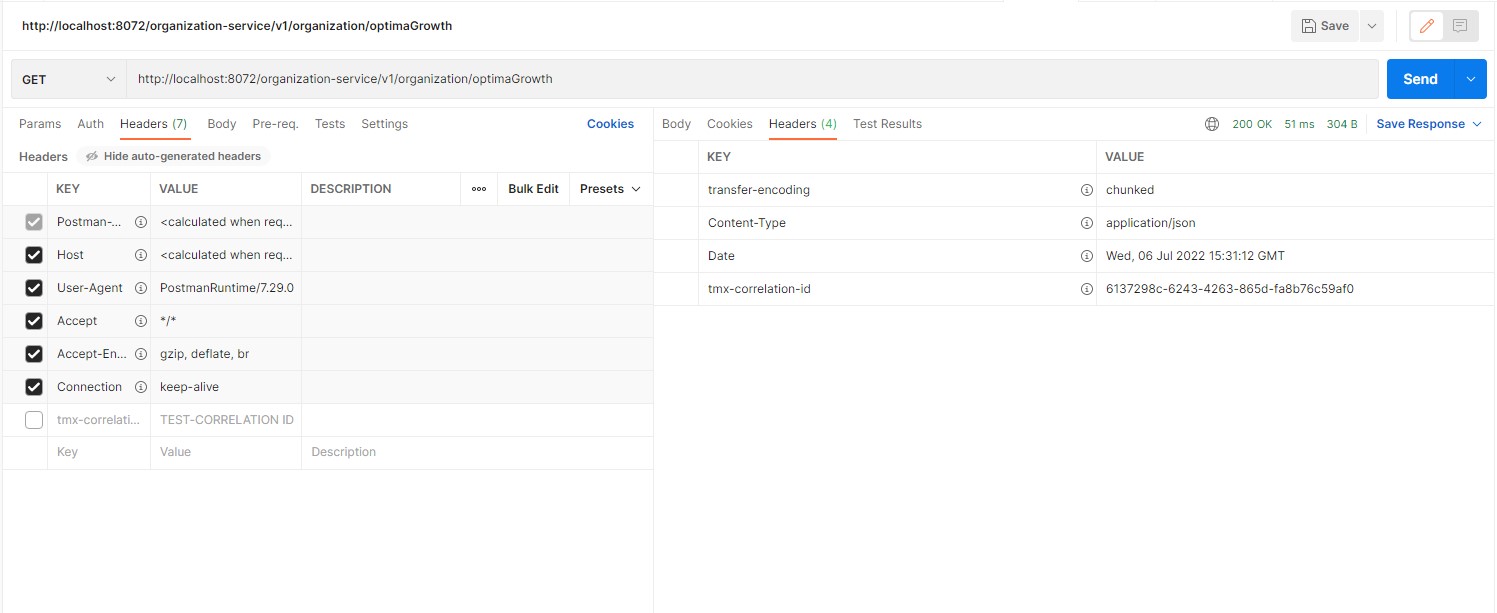 http://localhost:8072/organization-service/v1/organization/optimaGrowth
Save
GET
http://localhost:8072/organization-service/v1/organization/optimaGrowth
Send
Params Auth Headers (7) Body Pre-req. Tests Settings Cookies
Headers Hide auto-generated headers
KEY VALUE DESCRIPTION ooo Bulk Edit Presets
Postman-... <calculated when req...
Host <calculated when req...
User-Agent PostmanRuntime/7.29.0
Accept */*
Accept-En... gzip, deflate, br
Connection keep-alive
tmx-correlati... TEST-CORRELATION ID
Key Value Description
Body Cookies Headers (4) Test Results 200 OK 51 ms 304 B Save Response
KEY VALUE
transfer-encoding chunked
Content-Type application/json
Date Wed, 06 Jul 2022 15:31:12 GMT
tmx-correlation-id 6137298c-6243-4263-865d-fa8b76c59af0